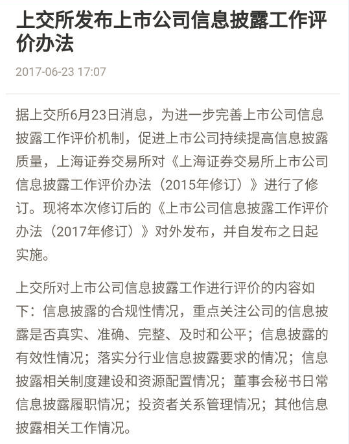 上交所发布上市公司信息披露工作评
价办法
2017-06-23 17:07
据上交所6月23日消息，为进一步完善上市公司信息
披露工作评价机制，促进上市公司持续提高信息披露
质量，上海证券交易所对《上海证券交易所上市公司
信息披露工作评价办法（2015年修订）》进行了修
订。现将本次修订后的《上市公司信息披露工作评价
办法（2017年修订）》对外发布，并自发布之日起
实施。
上交所对上市公司信息披露工作进行评价的内容如
下：信息披露的合规性情况，重点关注公司的信息披
露是否真实、准确、完整、及时和公平；信息披露的
有效性情况；落实分行业信息披露要求的情况；信息
披露相关制度建设和资源配置情况；董事会秘书日常
信息披露履职情况；投资者关系管理情况；其他信息
披露相关工作情况。